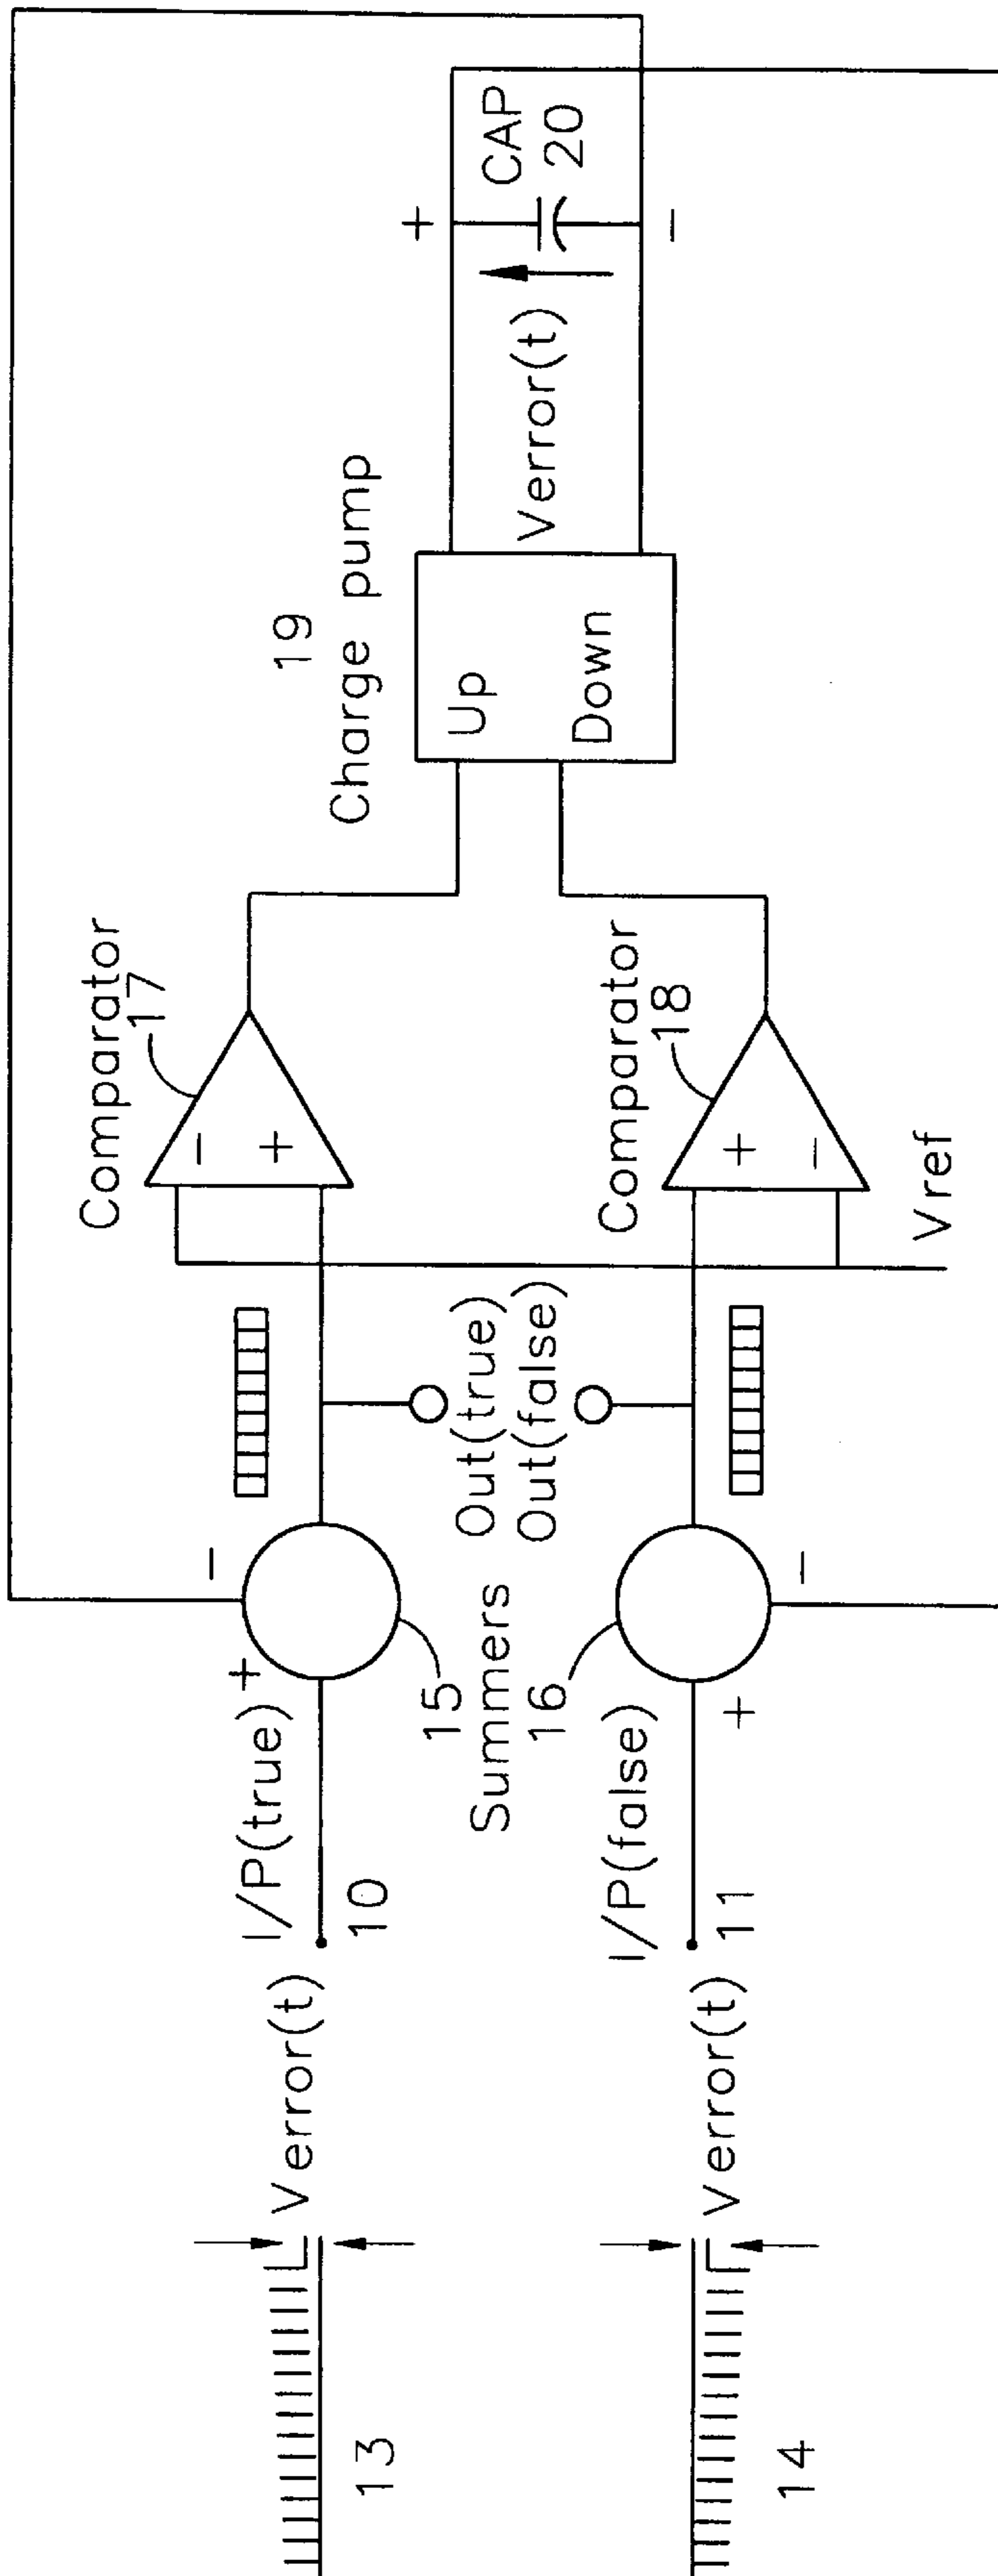 13
Verror(t)
I/P(true)
10
+
-
15
Summers
16
14
Verror(t)
I/P(false)
11
+
-
Out(true)
Out(false)
Comparator
17
-
+
Comparator
18
+
-
Vref
19
Charge pump
Up
Down
Verror(t)
+
-
CAP
20